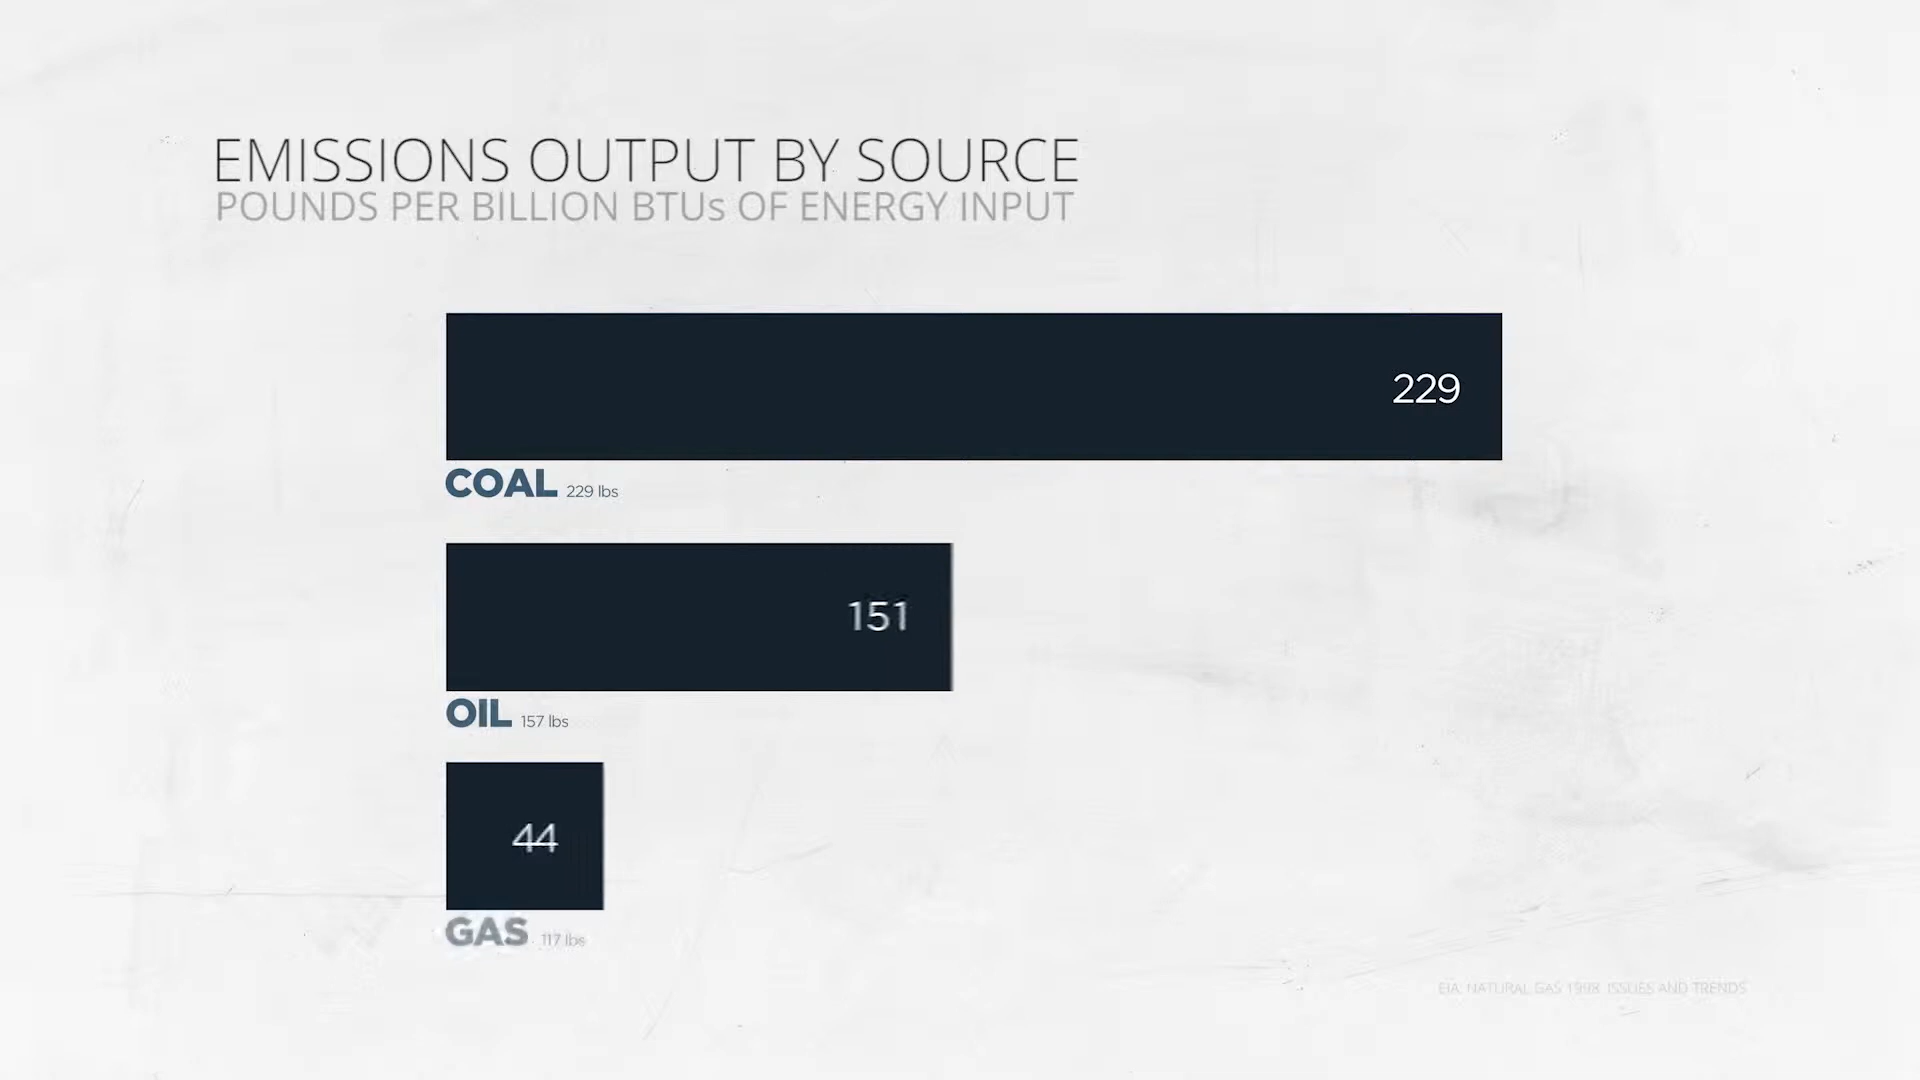 EMISSIONS OUTPUT BY SOURCE
POUNDS PER BILLION BTUs OF ENERGY INPUT
229
COAL 229 lbs
151
OIL 157 lbs
44
GAS 117 lbs
EIA, NATURAL GAS 1998: ISSUES AND TRENDS